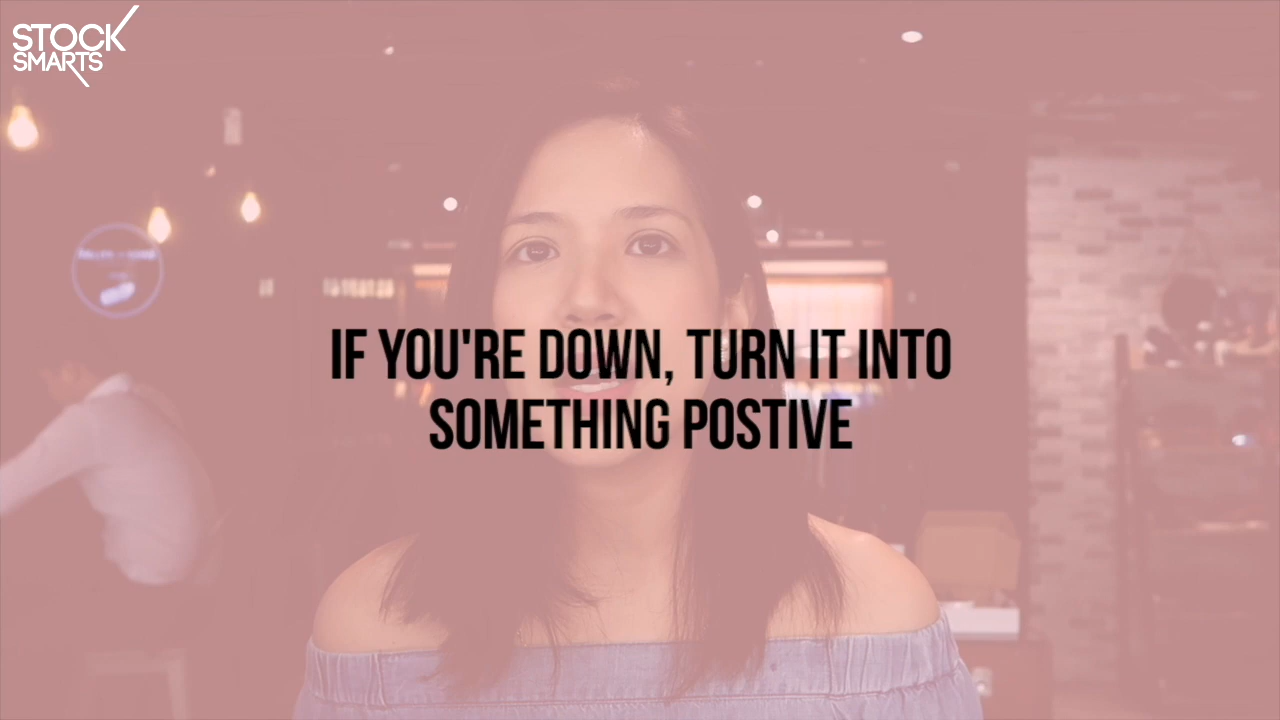 STOCK
SMARTS
IF YOU'RE DOWN, TURN IT INTO
SOMETHING POSTIVE